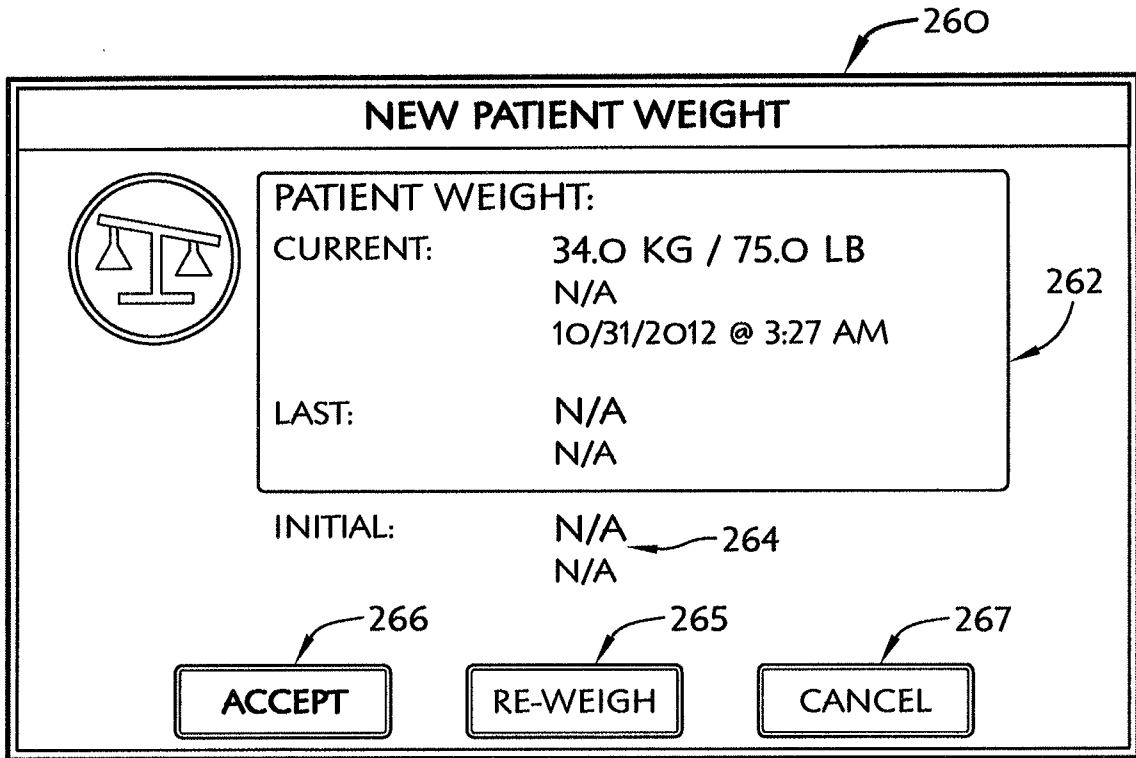 260
NEW PATIENT WEIGHT
PATIENT WEIGHT:
CURRENT: 34.0 KG / 75.0 LB
N/A
10/31/2012 @ 3:27 AM
262
LAST: N/A
N/A
INITIAL: N/A 264
N/A
266 265 267
ACCEPT RE-WEIGH CANCEL